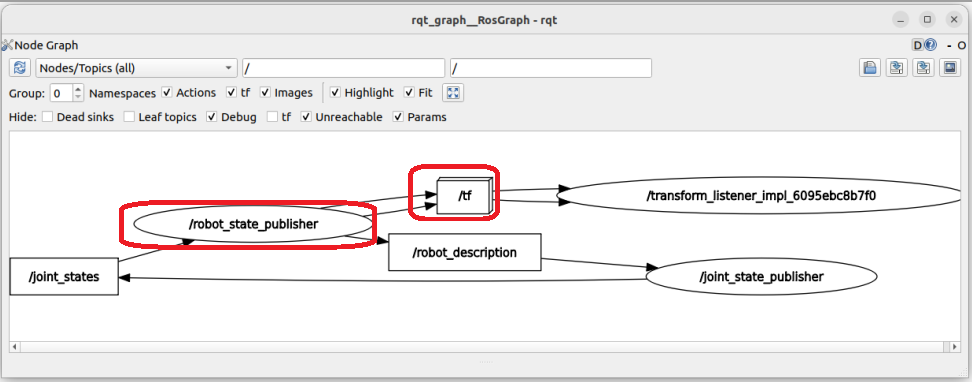 rqt_graph__RosGraph - rqt
Node Graph
D - O
Nodes/Topics (all) / /
Group: 0 Namespaces Actions tf Images Highlight Fit
Hide: Dead sinks Leaf topics Debug tf Unreachable Params
/tf
/transform_listener_impl_6095ebc8b7f0
/robot_state_publisher
/robot_description
/joint_states
/joint_state_publisher